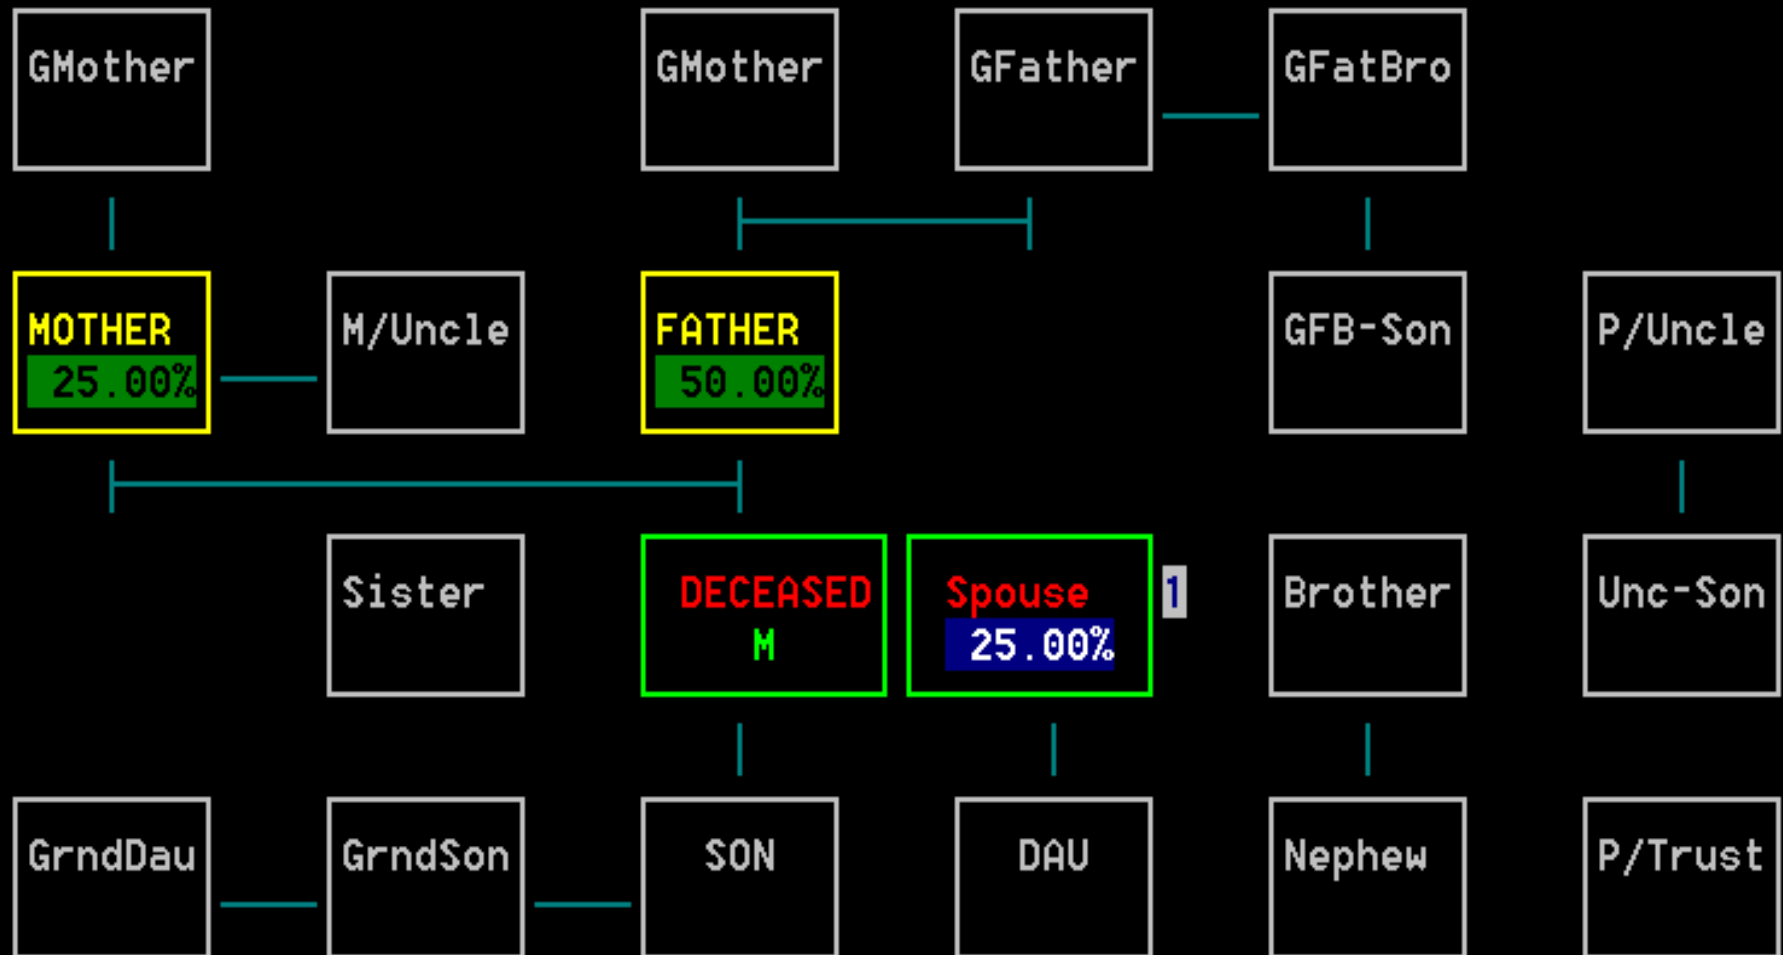 GMother GMother GFather GFatBro
MOTHER M/Uncle FATHER GFB-Son P/Uncle
25.00% 50.00%
Sister DECEASED Spouse 1 Brother Unc-Son
M 25.00%
GrndDau GrndSon SON DAU Nephew P/Trust